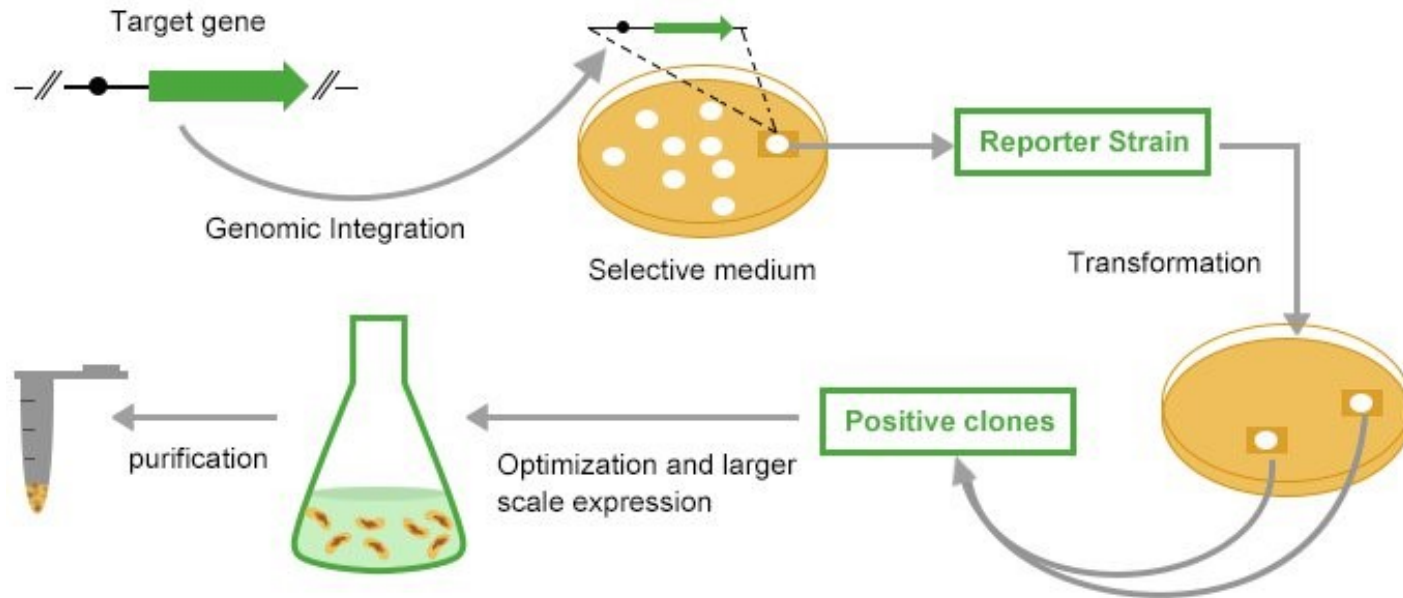 Target gene
Genomic Integration
Selective medium
Reporter Strain
Transformation
Positive clones
Optimization and larger
scale expression
purification